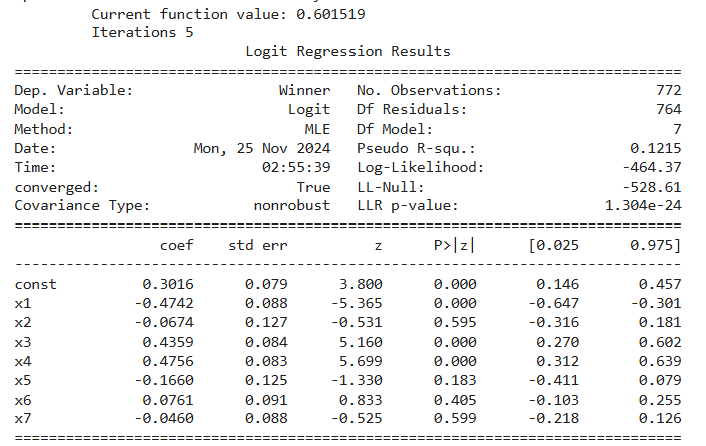 Current function value: 0.601519
Iterations 5
Logit Regression Results
==============================================================================
Dep. Variable: Winner No. Observations: 772
Model: Logit Df Residuals: 764
Method: MLE Df Model: 7
Date: Mon, 25 Nov 2024 Pseudo R-squ.: 0.1215
Time: 02:55:39 Log-Likelihood: -464.37
converged: True LL-Null: -528.61
Covariance Type: nonrobust LLR p-value: 1.304e-24
==============================================================================
coef std err z P>|z| [0.025 0.975]
------------------------------------------------------------------------------
const 0.3016 0.079 3.800 0.000 0.146 0.457
x1 -0.4742 0.088 -5.365 0.000 -0.647 -0.301
x2 -0.0674 0.127 -0.531 0.595 -0.316 0.181
x3 0.4359 0.084 5.160 0.000 0.270 0.602
x4 0.4756 0.083 5.699 0.000 0.312 0.639
x5 -0.1660 0.125 -1.330 0.183 -0.411 0.079
x6 0.0761 0.091 0.833 0.405 -0.103 0.255
x7 -0.0460 0.088 -0.525 0.599 -0.218 0.126
==============================================================================